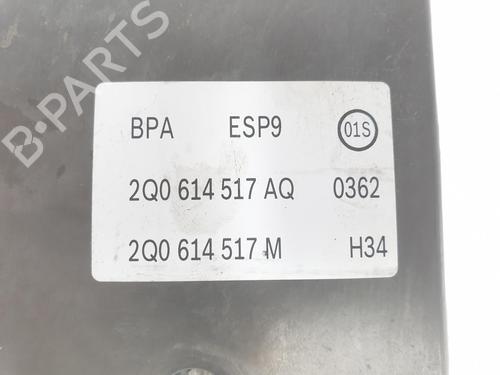 B-PARTS
BPA ESP9 01S
2Q0 614 517 AQ 0362
2Q0 614 517 M H34